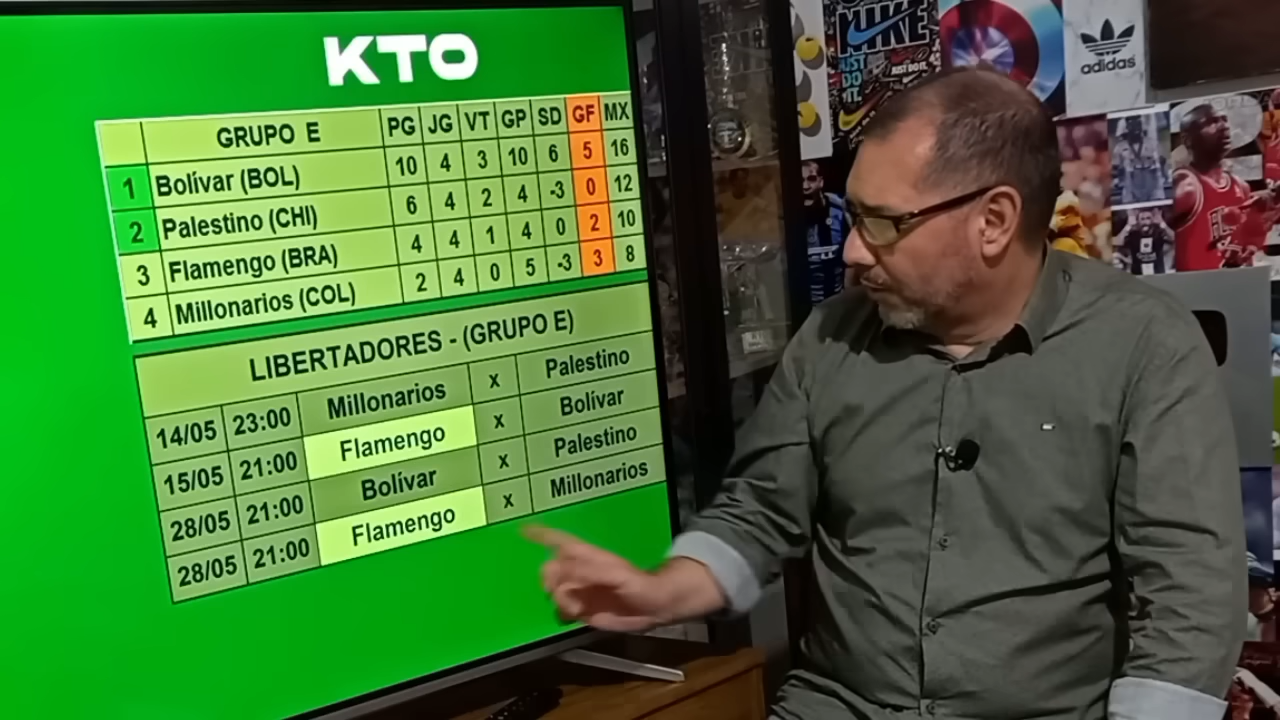 KTO
GRUPO E PG JG VT GP SD GF MX
1 Bolívar (BOL) 10 4 3 10 6 5 16
2 Palestino (CHI) 6 4 2 4 -3 0 12
3 Flamengo (BRA) 4 4 1 4 0 2 10
4 Millonarios (COL) 2 4 0 5 -3 3 8
LIBERTADORES - (GRUPO E)
14/05 23:00 Millonarios x Palestino
15/05 21:00 Flamengo x Bolívar
28/05 21:00 Bolívar x Palestino
28/05 21:00 Flamengo x Millonarios
NIKE
JUST DO IT.
JUST DO IT.
adidas